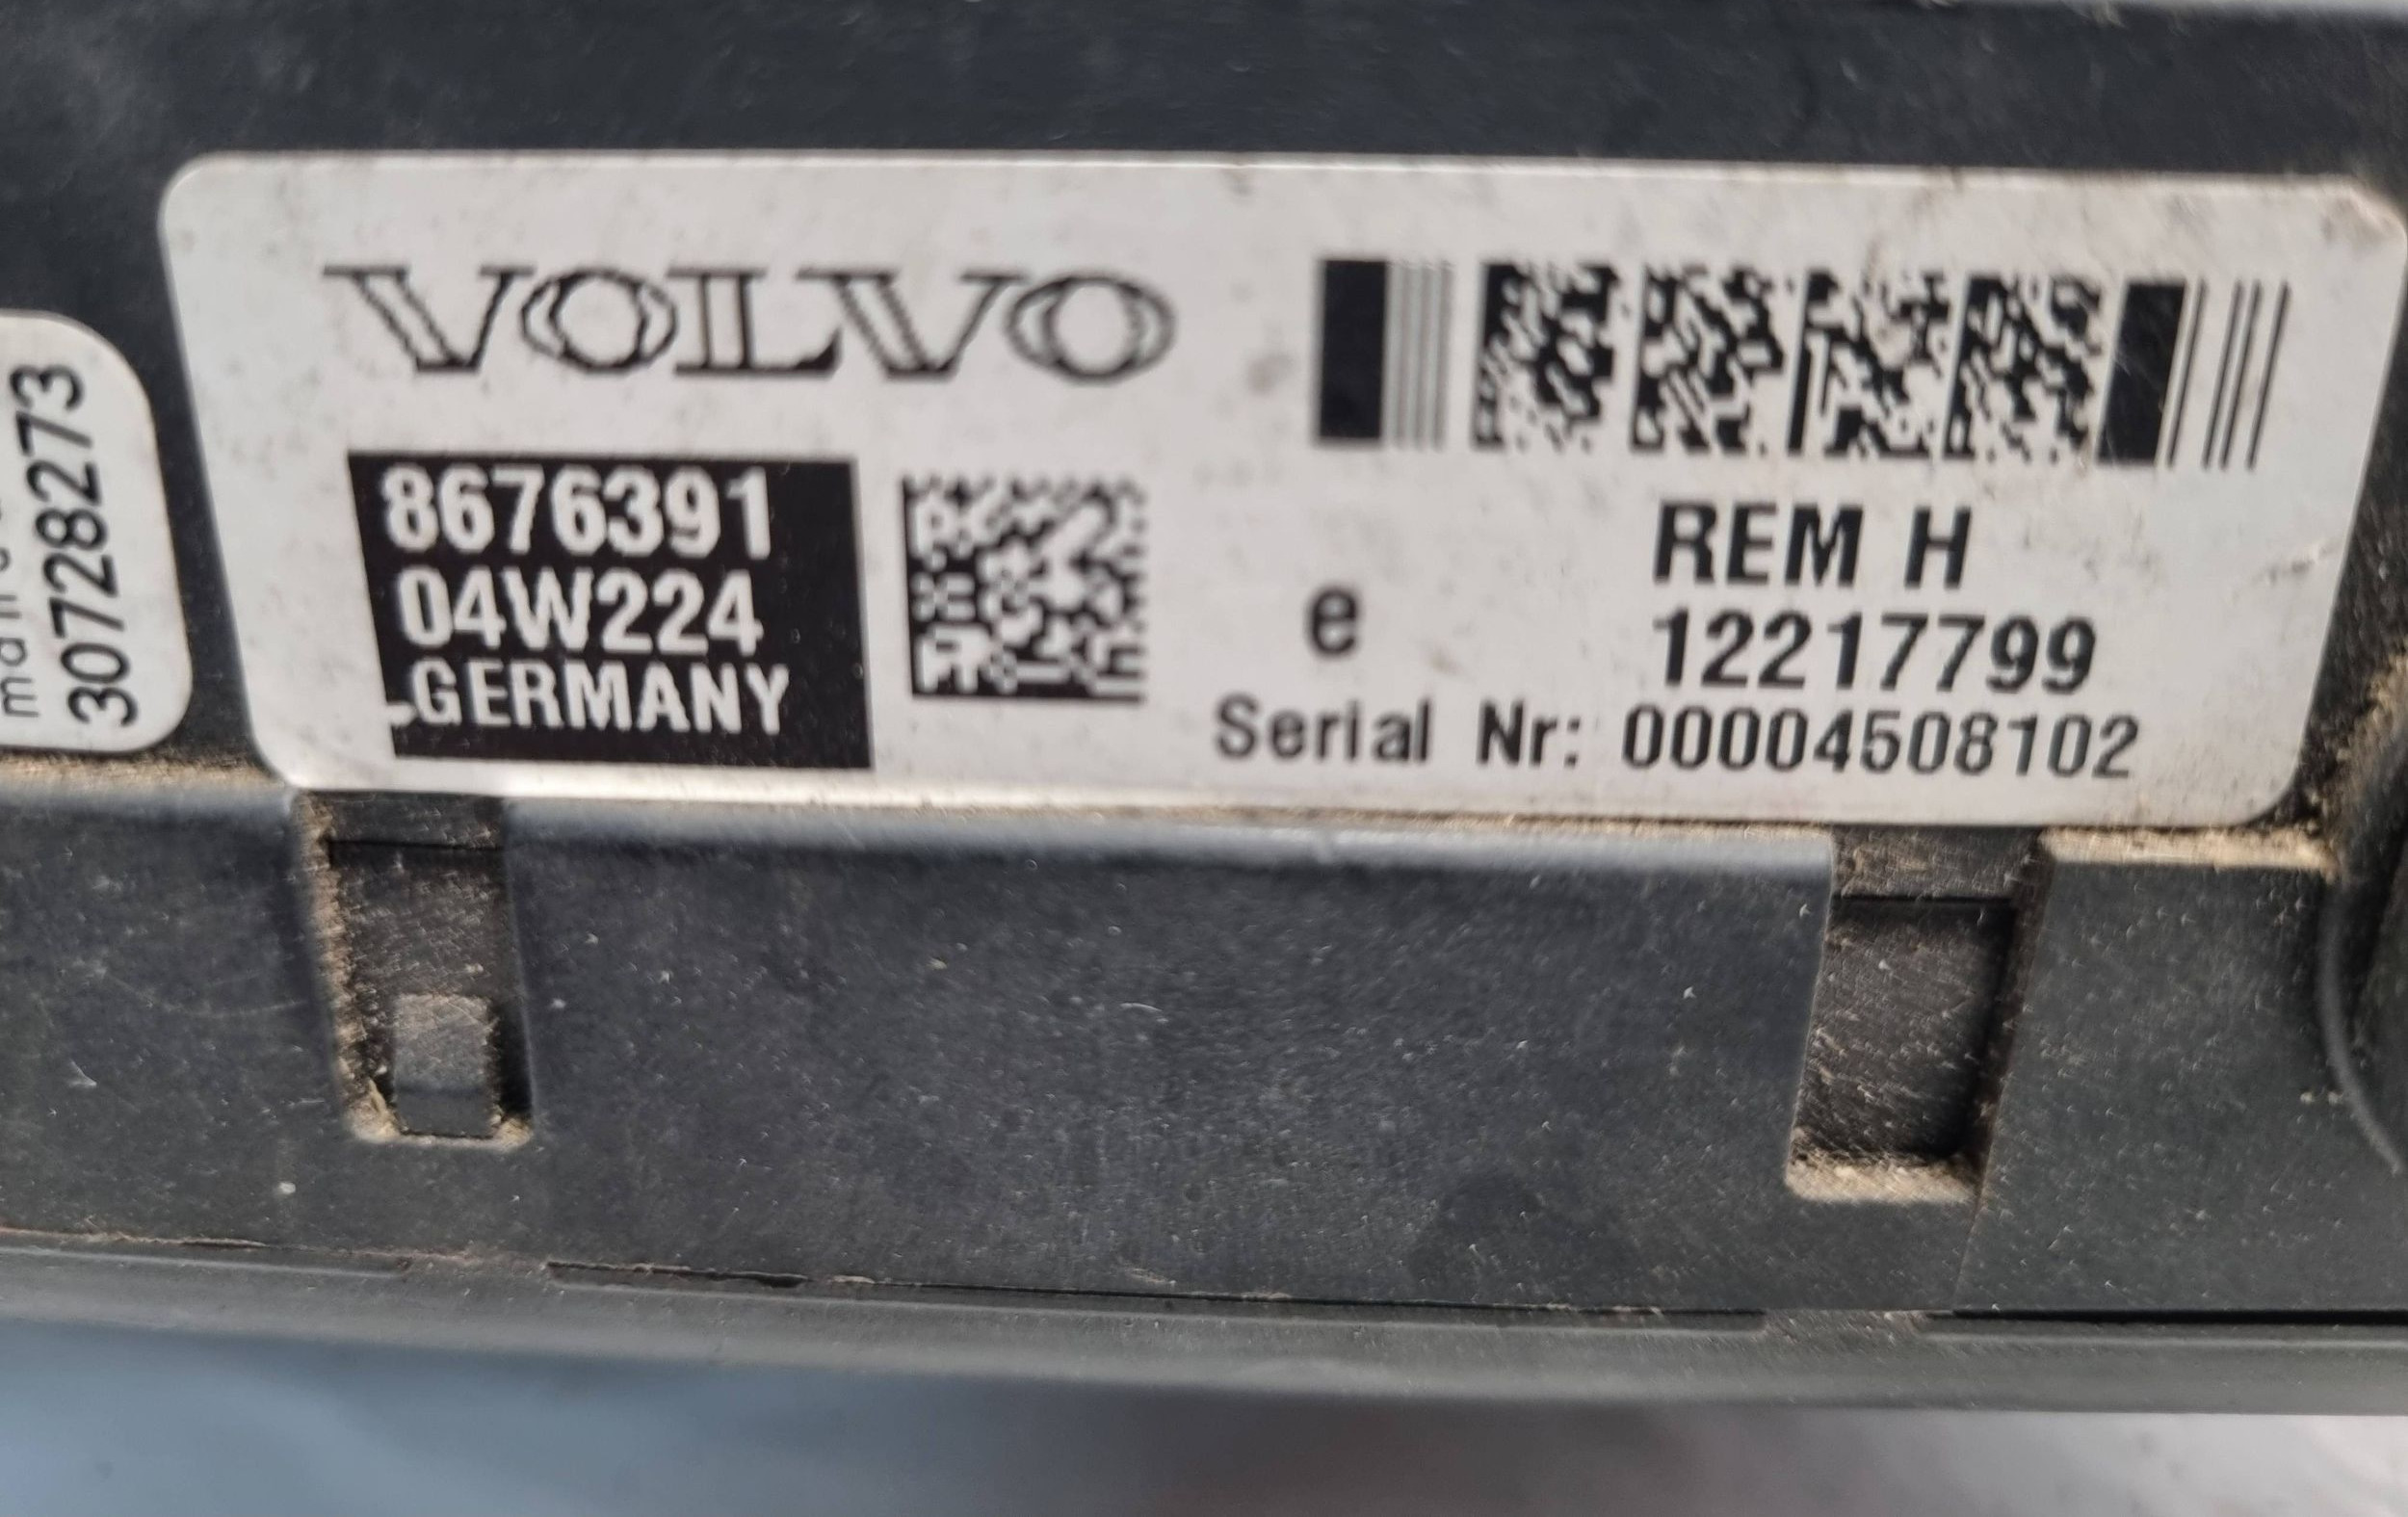 VOLVO
8676391
04W224
GERMANY
e
REM H
12217799
Serial Nr: 00004508102
30728273